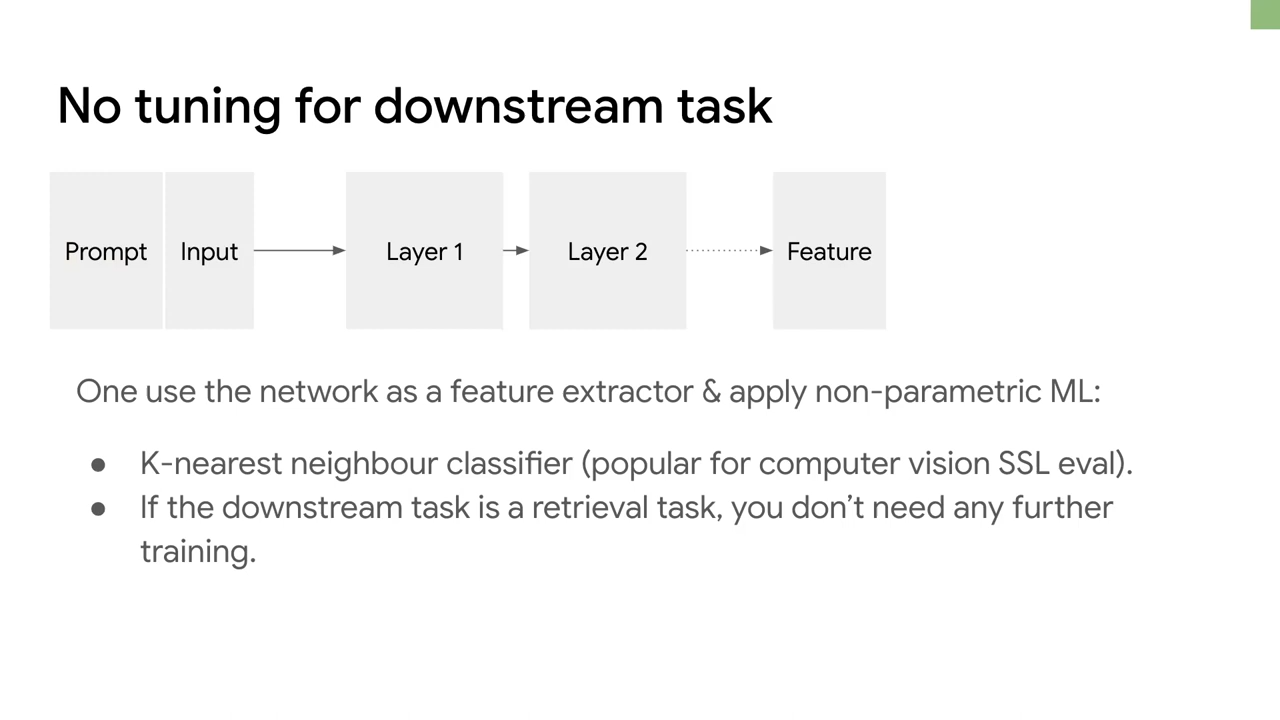 No tuning for downstream task
Prompt
Input
Layer 1
Layer 2
Feature
One use the network as a feature extractor & apply non-parametric ML:
● K-nearest neighbour classifier (popular for computer vision SSL eval).
● If the downstream task is a retrieval task, you don’t need any further
training.